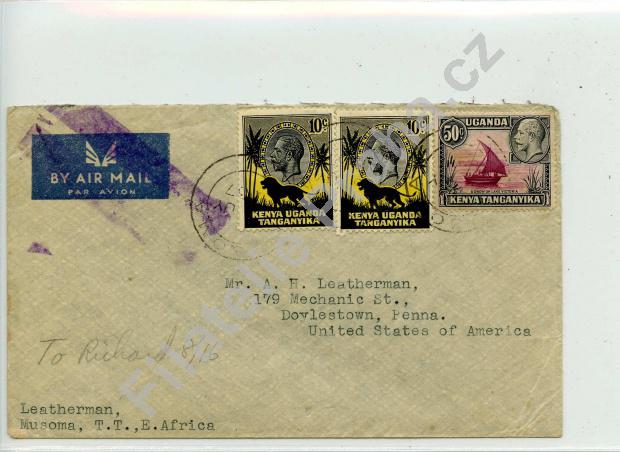 BY AIR MAIL
PAR AVION
10c
KENYA UGANDA
TANGANYIKA
10c
KENYA UGANDA
TANGANYIKA
50c
UGANDA
KENYA TANGANYIKA
Mr. A. H. Leatherman,
179 Mechanic St.,
Doylestown, Penna.
United States of America
To Richard 8/16
Leatherman,
Musoma, T.T.,E.Africa
Filatelie Praha.cz